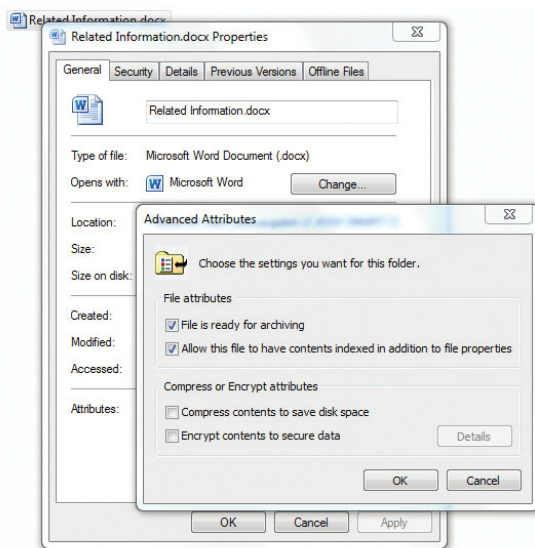 Related Information.docx
Related Information.docx Properties
General Security Details Previous Versions Offline Files
Related Information.docx
Type of file: Microsoft Word Document (.docx)
Opens with: Microsoft Word Change...
Location:
Size:
Size on disk:
Created:
Modified:
Accessed:
Attributes:
Advanced Attributes
Choose the settings you want for this folder.
File attributes
File is ready for archiving
Allow this file to have contents indexed in addition to file properties
Compress or Encrypt attributes
Compress contents to save disk space
Encrypt contents to secure data Details
OK Cancel
OK Cancel Apply